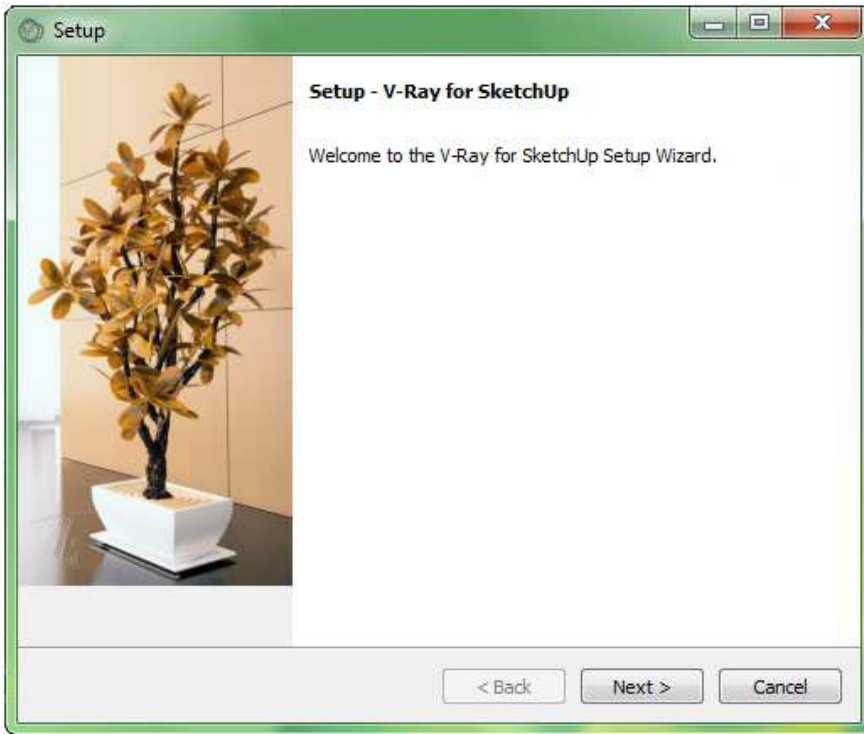 Setup
Setup - V-Ray for SketchUp
Welcome to the V-Ray for SketchUp Setup Wizard.
< Back
Next >
Cancel